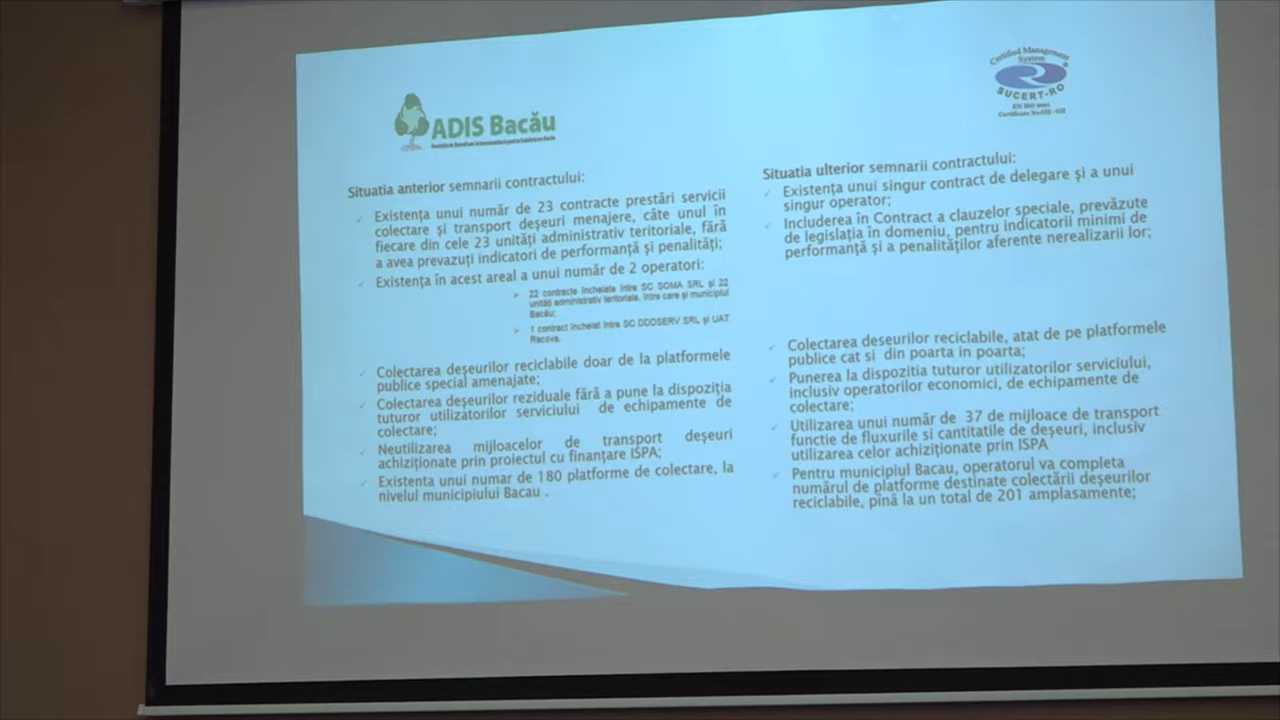 ADIS Bacău
Certified Management
System
SUCERT-RO
EN ISO 9001
Situatia anterior semnarii contractului:
Existența unui număr de 23 contracte prestări servicii
colectare și transport deșeuri menajere, câte unul în
fiecare din cele 23 unități administrativ teritoriale, fără
a avea prevazuți indicatori de performanță și penalități;
Existența în acest areal a unui număr de 2 operatori:
22 contracte încheiate între SC SOMA SRL și 22
unități administrativ teritoriale, între care și municipiul
Bacău;
1 contract încheiat între SC DDDSERV SRL și UAT
Racova.
Colectarea deșeurilor reciclabile doar de la platformele
publice special amenajate;
Colectarea deșeurilor reziduale fără a pune la dispoziția
tuturor utilizatorilor serviciului de echipamente de
colectare;
Neutilizarea mijloacelor de transport deșeuri
achiziționate prin proiectul cu finanțare ISPA;
Existenta unui numar de 180 platforme de colectare, la
nivelul municipiului Bacau .
Situatia ulterior semnarii contractului:
Existența unui singur contract de delegare și a unui
singur operator;
Includerea în Contract a clauzelor speciale, prevăzute
de legislația în domeniu, pentru indicatorii minimi de
performanță și a penalităților aferente nerealizarii lor;
Colectarea deseurilor reciclabile, atat de pe platformele
publice cat si din poarta in poarta;
Punerea la dispozitia tuturor utilizatorilor serviciului,
inclusiv operatorilor economici, de echipamente de
colectare;
Utilizarea unui număr de 37 de mijloace de transport
functie de fluxurile si cantitatile de deșeuri, inclusiv
utilizarea celor achiziționate prin ISPA
Pentru municipiul Bacau, operatorul va completa
numărul de platforme destinate colectării deșeurilor
reciclabile, pînă la un total de 201 amplasamente;